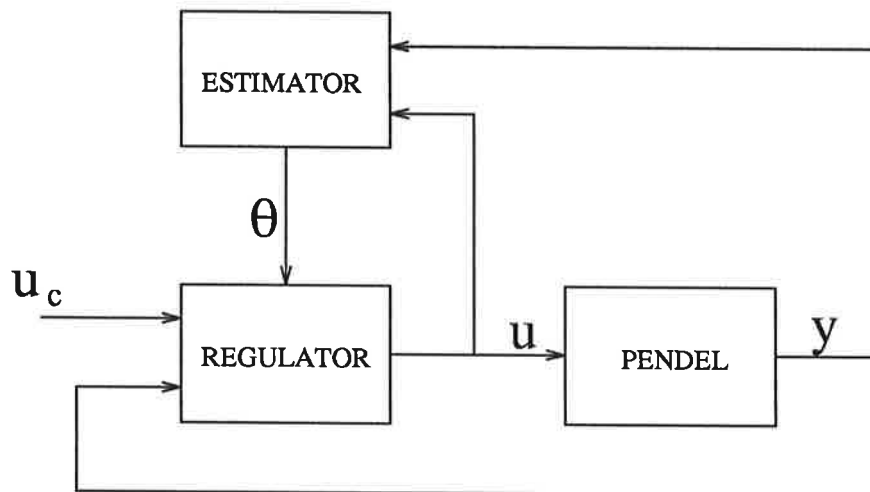 ESTIMATOR
θ
u c
REGULATOR
u
PENDEL
y